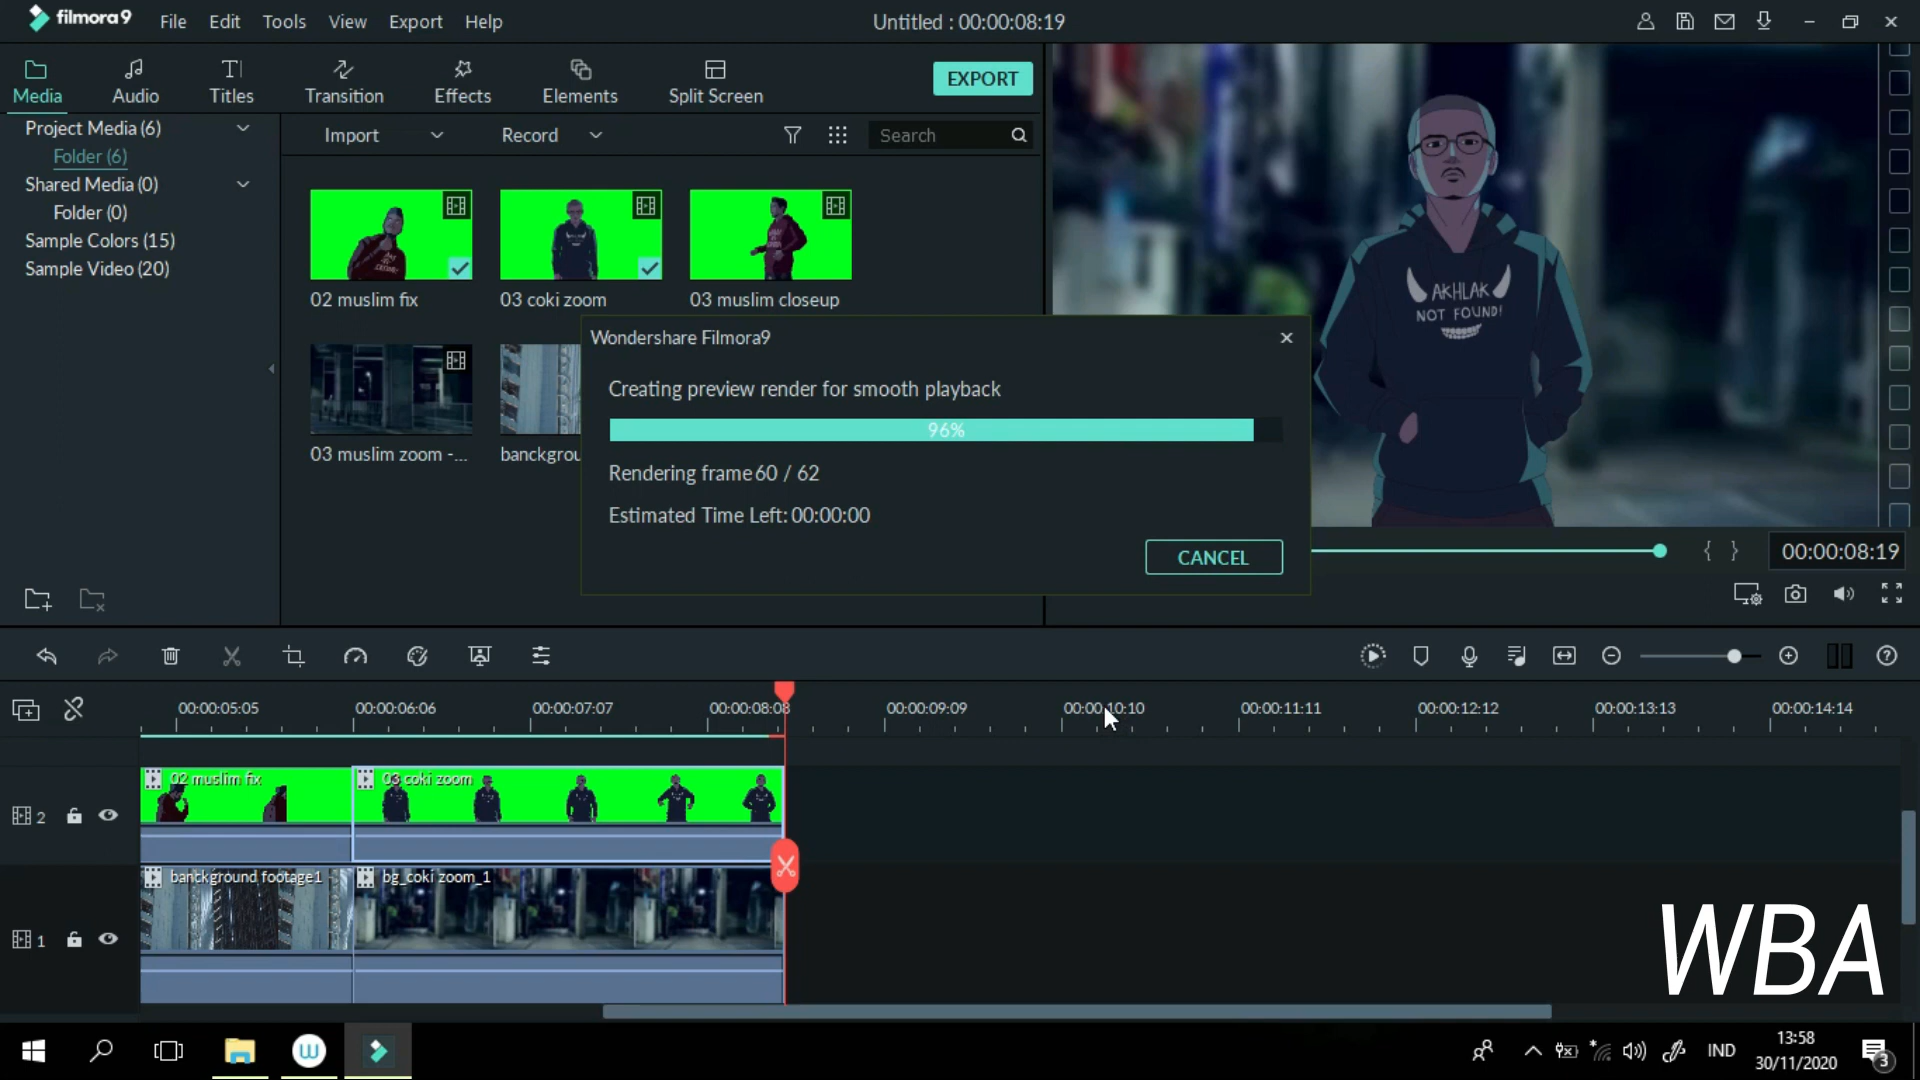 filmora9
File Edit Tools View Export Help
Untitled : 00:00:08:19
Media Audio Titles Transition Effects Elements Split Screen
EXPORT
Project Media (6)
Folder (6)
Shared Media (0)
Folder (0)
Sample Colors (15)
Sample Video (20)
Import Record Search
02 muslim fix
03 coki zoom
03 muslim closeup
03 muslim zoom -...
banckgrou
AKHLAK
NOT FOUND!
Wondershare Filmora9
Creating preview render for smooth playback
96%
Rendering frame 60 / 62
Estimated Time Left: 00:00:00
CANCEL
{ } 00:00:08:19
00:00:05:05 00:00:06:06 00:00:07:07 00:00:08:08 00:00:09:09 00:00:10:10 00:00:11:11 00:00:12:12 00:00:13:13 00:00:14:14
2
02 muslim fix
03 coki zoom
1
banckground footage1
bg_coki zoom_1
WBA
IND
13:58
30/11/2020
3